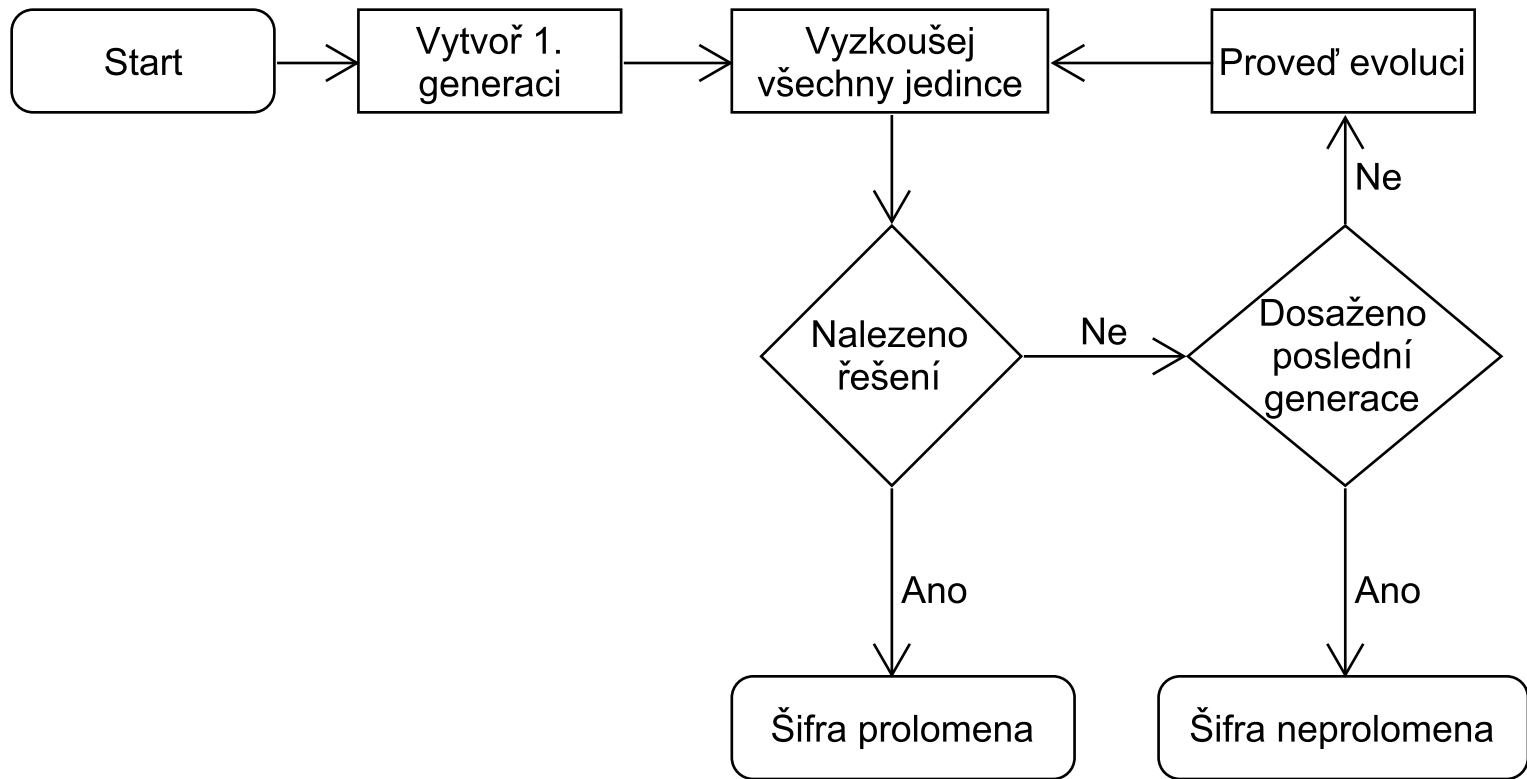 Start
Vytvoř 1.
generaci
Vyzkoušej
všechny jedince
Proveď evoluci
Ne
Nalezeno
řešení
Ne
Dosaženo
poslední
generace
Ano
Ano
Šifra prolomena
Šifra neprolomena